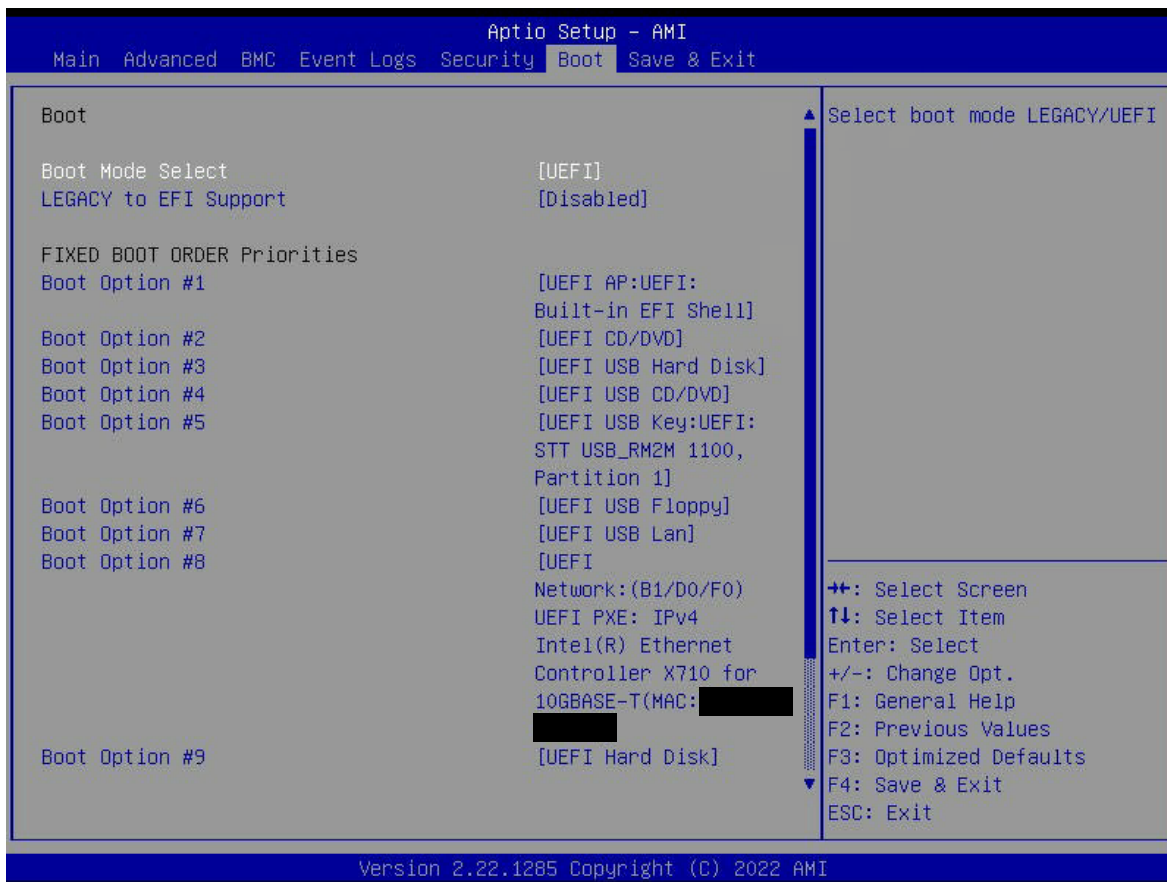 Aptio Setup – AMI
Main Advanced BMC Event Logs Security Boot Save & Exit
Boot
Boot Mode Select [UEFI]
LEGACY to EFI Support [Disabled]
FIXED BOOT ORDER Priorities
Boot Option #1 [UEFI AP:UEFI:
Built-in EFI Shell]
Boot Option #2 [UEFI CD/DVD]
Boot Option #3 [UEFI USB Hard Disk]
Boot Option #4 [UEFI USB CD/DVD]
Boot Option #5 [UEFI USB Key:UEFI:
STT USB_RM2M 1100,
Partition 1]
Boot Option #6 [UEFI USB Floppy]
Boot Option #7 [UEFI USB Lan]
Boot Option #8 [UEFI
Network:(B1/D0/F0)
UEFI PXE: IPv4
Intel(R) Ethernet
Controller X710 for
10GBASE-T(MAC:
Boot Option #9 [UEFI Hard Disk]
Select boot mode LEGACY/UEFI
→←: Select Screen
↑↓: Select Item
Enter: Select
+/-: Change Opt.
F1: General Help
F2: Previous Values
F3: Optimized Defaults
F4: Save & Exit
ESC: Exit
Version 2.22.1285 Copyright (C) 2022 AMI